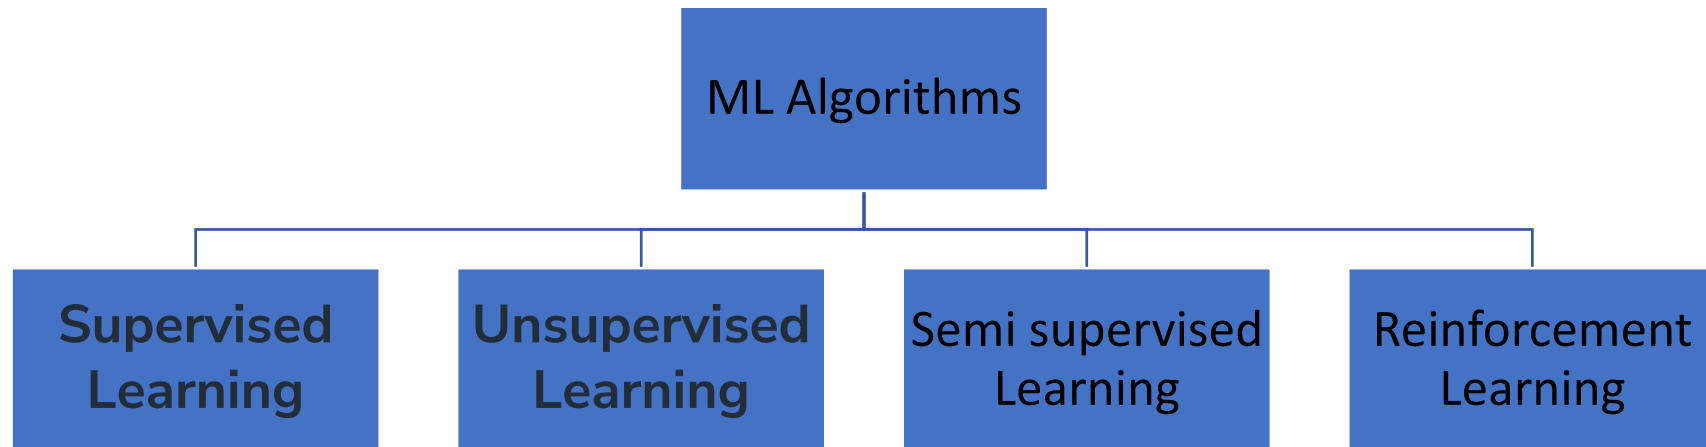 ML Algorithms
Supervised
Learning
Unsupervised
Learning
Semi supervised
Learning
Reinforcement
Learning